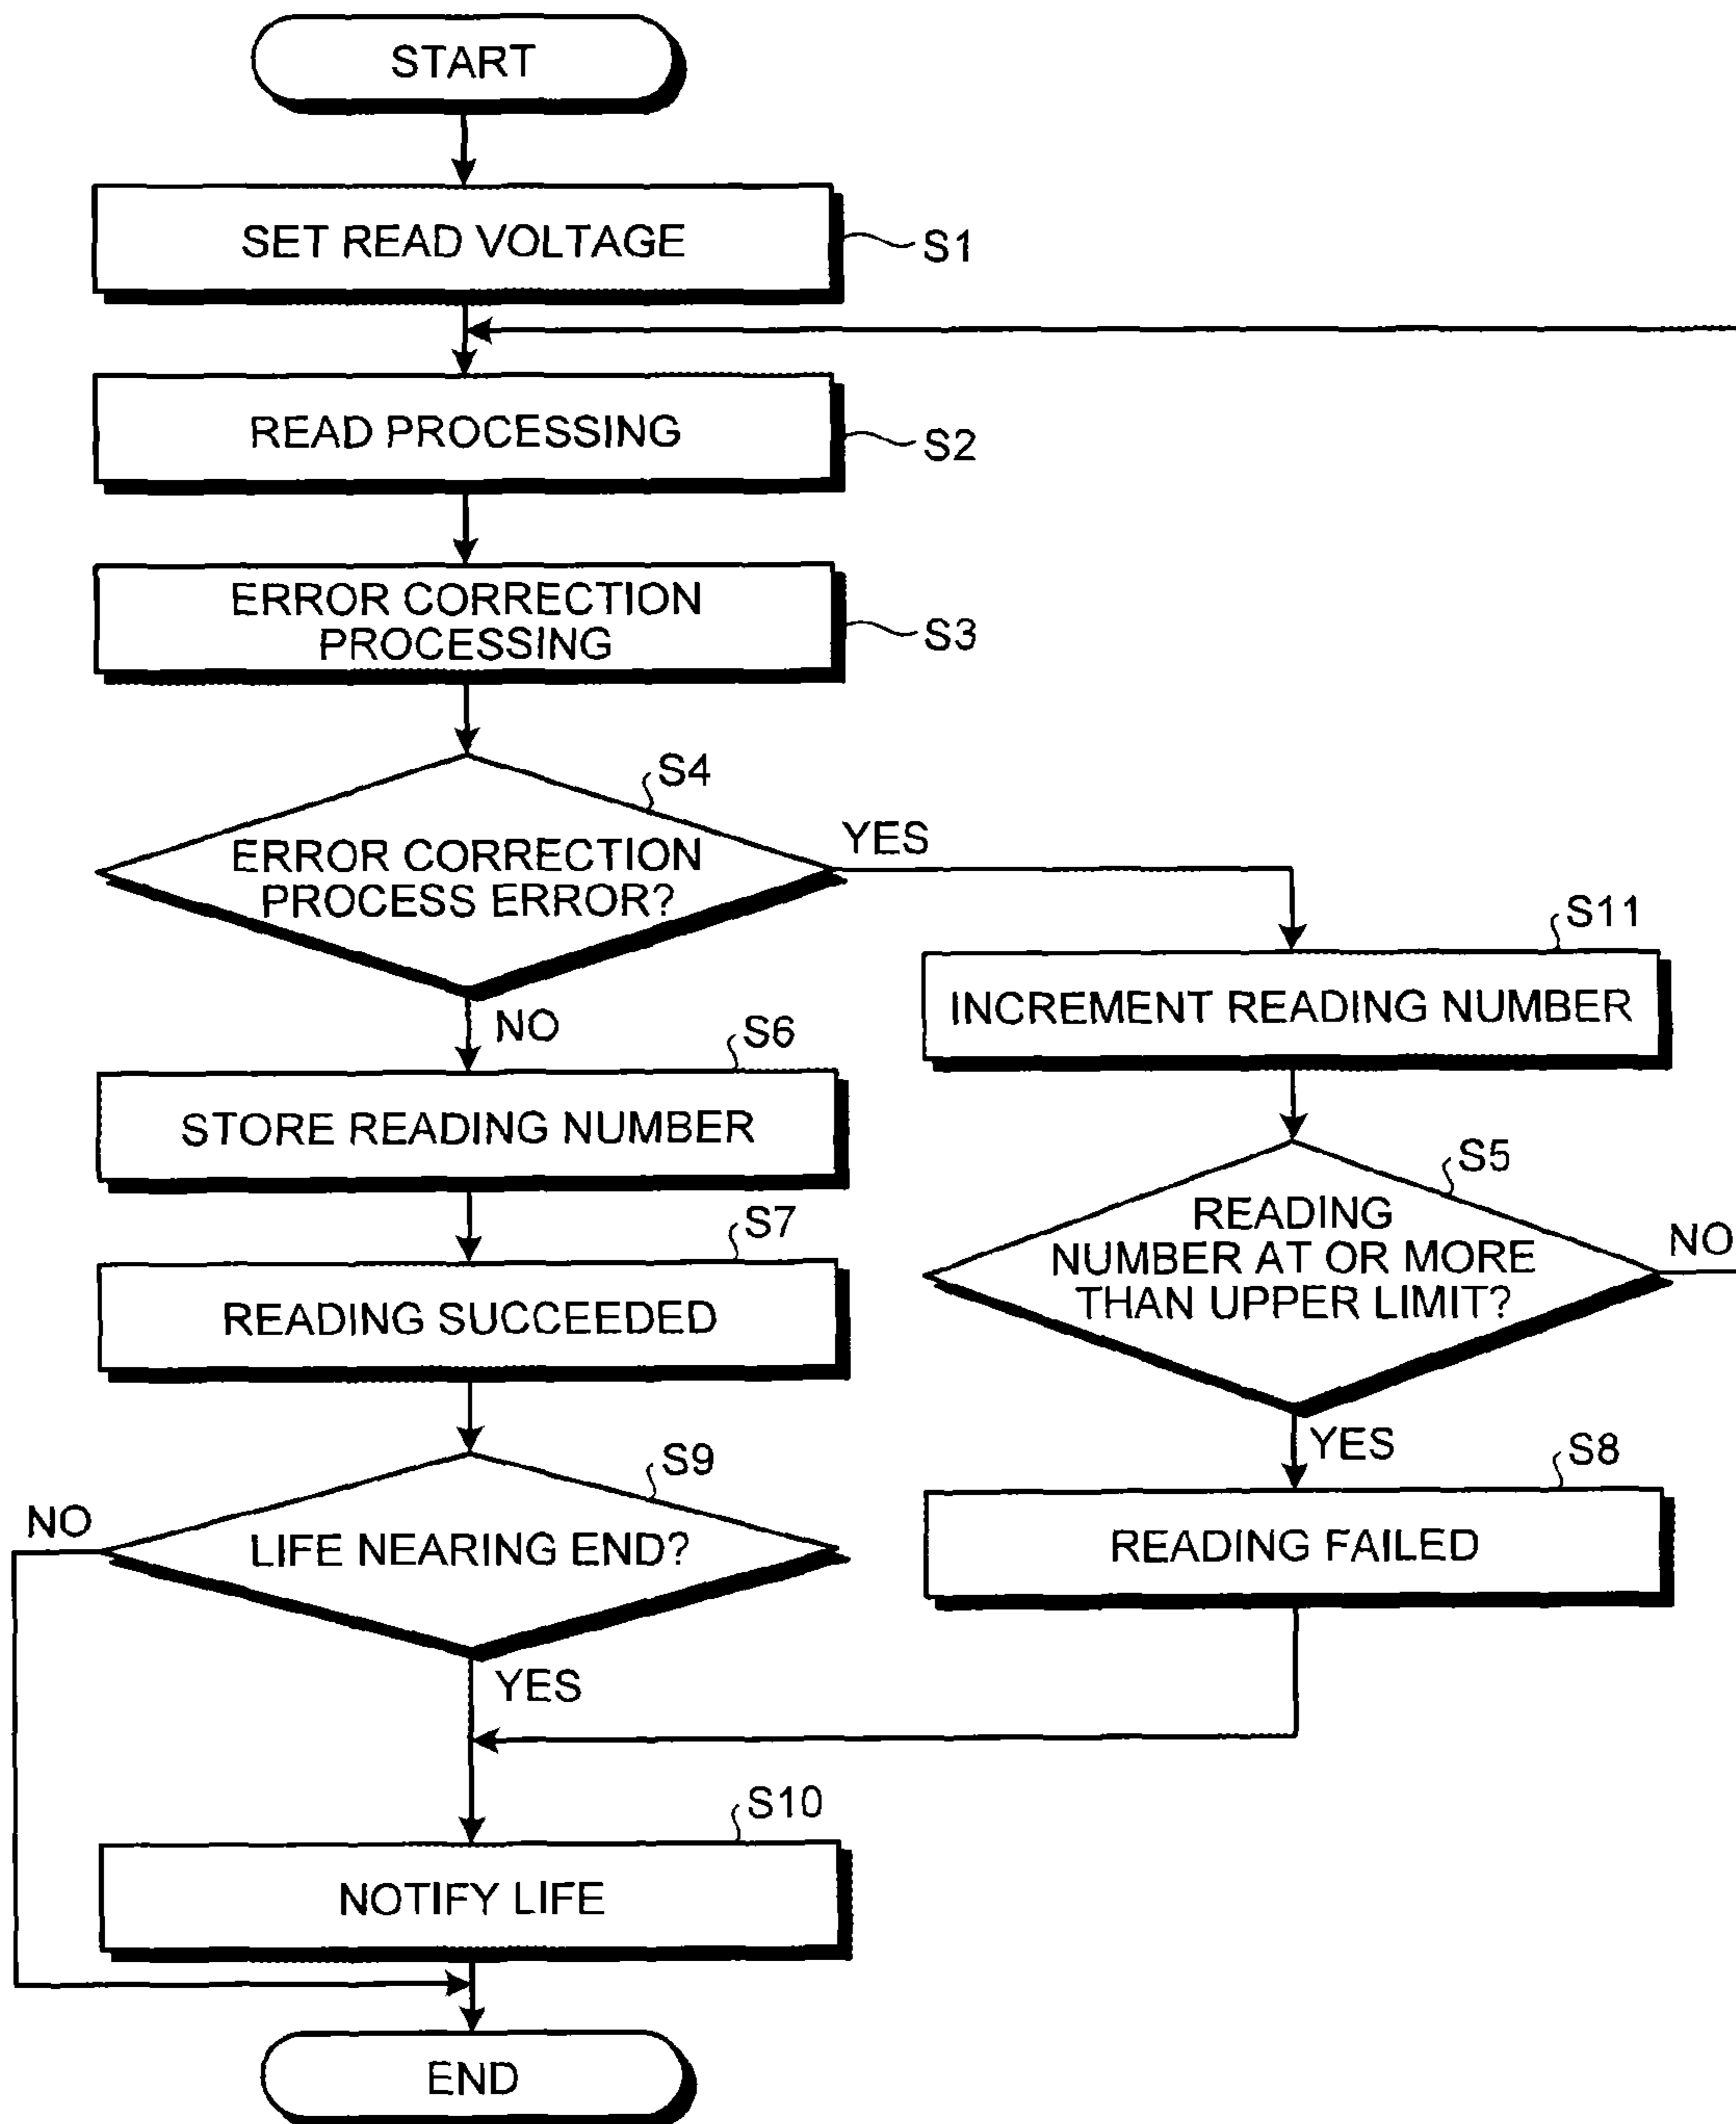 START
SET READ VOLTAGE
S1
READ PROCESSING
S2
ERROR CORRECTION
PROCESSING
S3
S4
ERROR CORRECTION
PROCESS ERROR?
YES
NO
S11
INCREMENT READING NUMBER
S6
STORE READING NUMBER
S5
READING
NUMBER AT OR MORE
THAN UPPER LIMIT?
NO
YES
S7
READING SUCCEEDED
S9
LIFE NEARING END?
NO
YES
S8
READING FAILED
S10
NOTIFY LIFE
END